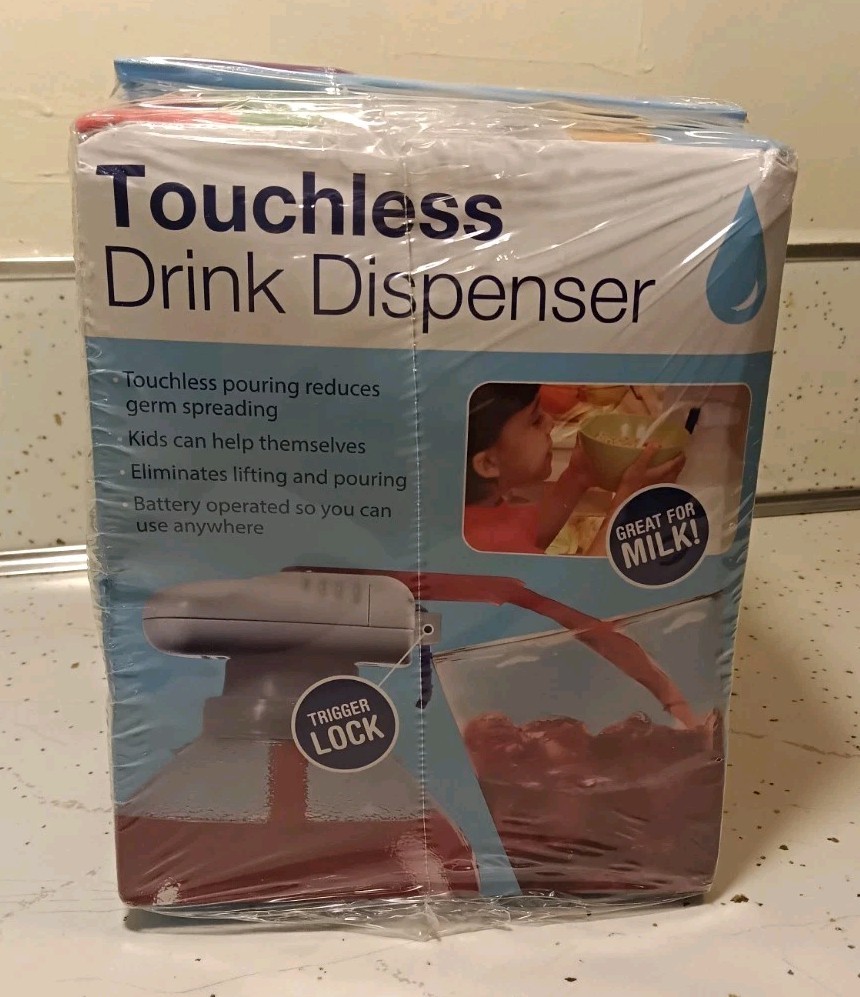 Touchless
Drink Dispenser
· Touchless pouring reduces
germ spreading
· Kids can help themselves
· Eliminates lifting and pouring
· Battery operated so you can
use anywhere
GREAT FOR
MILK!
TRIGGER
LOCK